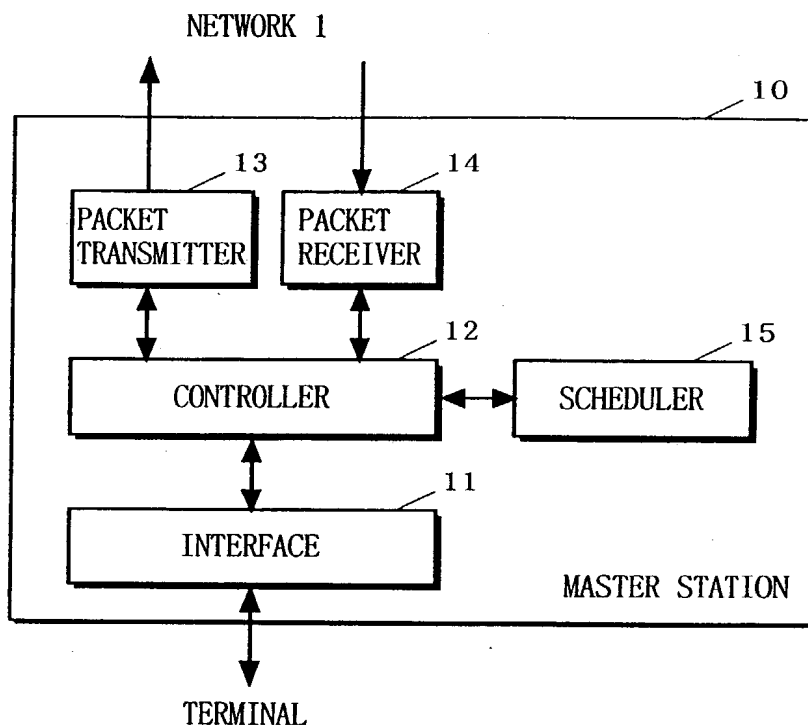 NETWORK 1
10
13
14
PACKET
TRANSMITTER
PACKET
RECEIVER
12
15
CONTROLLER
SCHEDULER
11
INTERFACE
MASTER STATION
TERMINAL